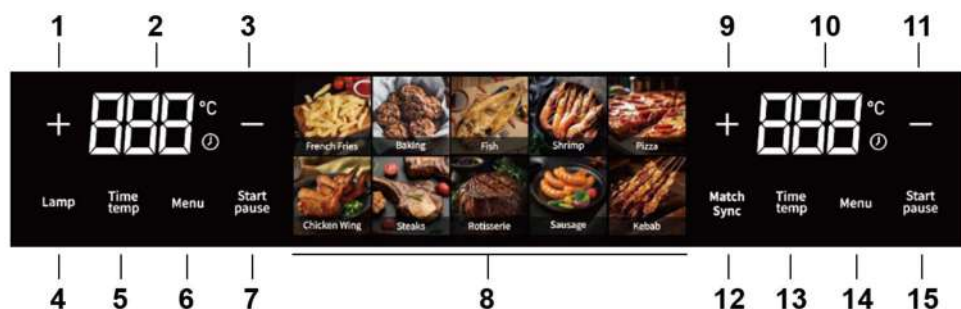 1 2 3 9 10 11
+ 888 °C − + 888 °C −
French Fries Baking Fish Shrimp Pizza
Lamp Time temp Menu Start pause Match Sync Time temp Menu Start pause
Chicken Wing Steaks Rotisserie Sausage Kebab
4 5 6 7 8 12 13 14 15